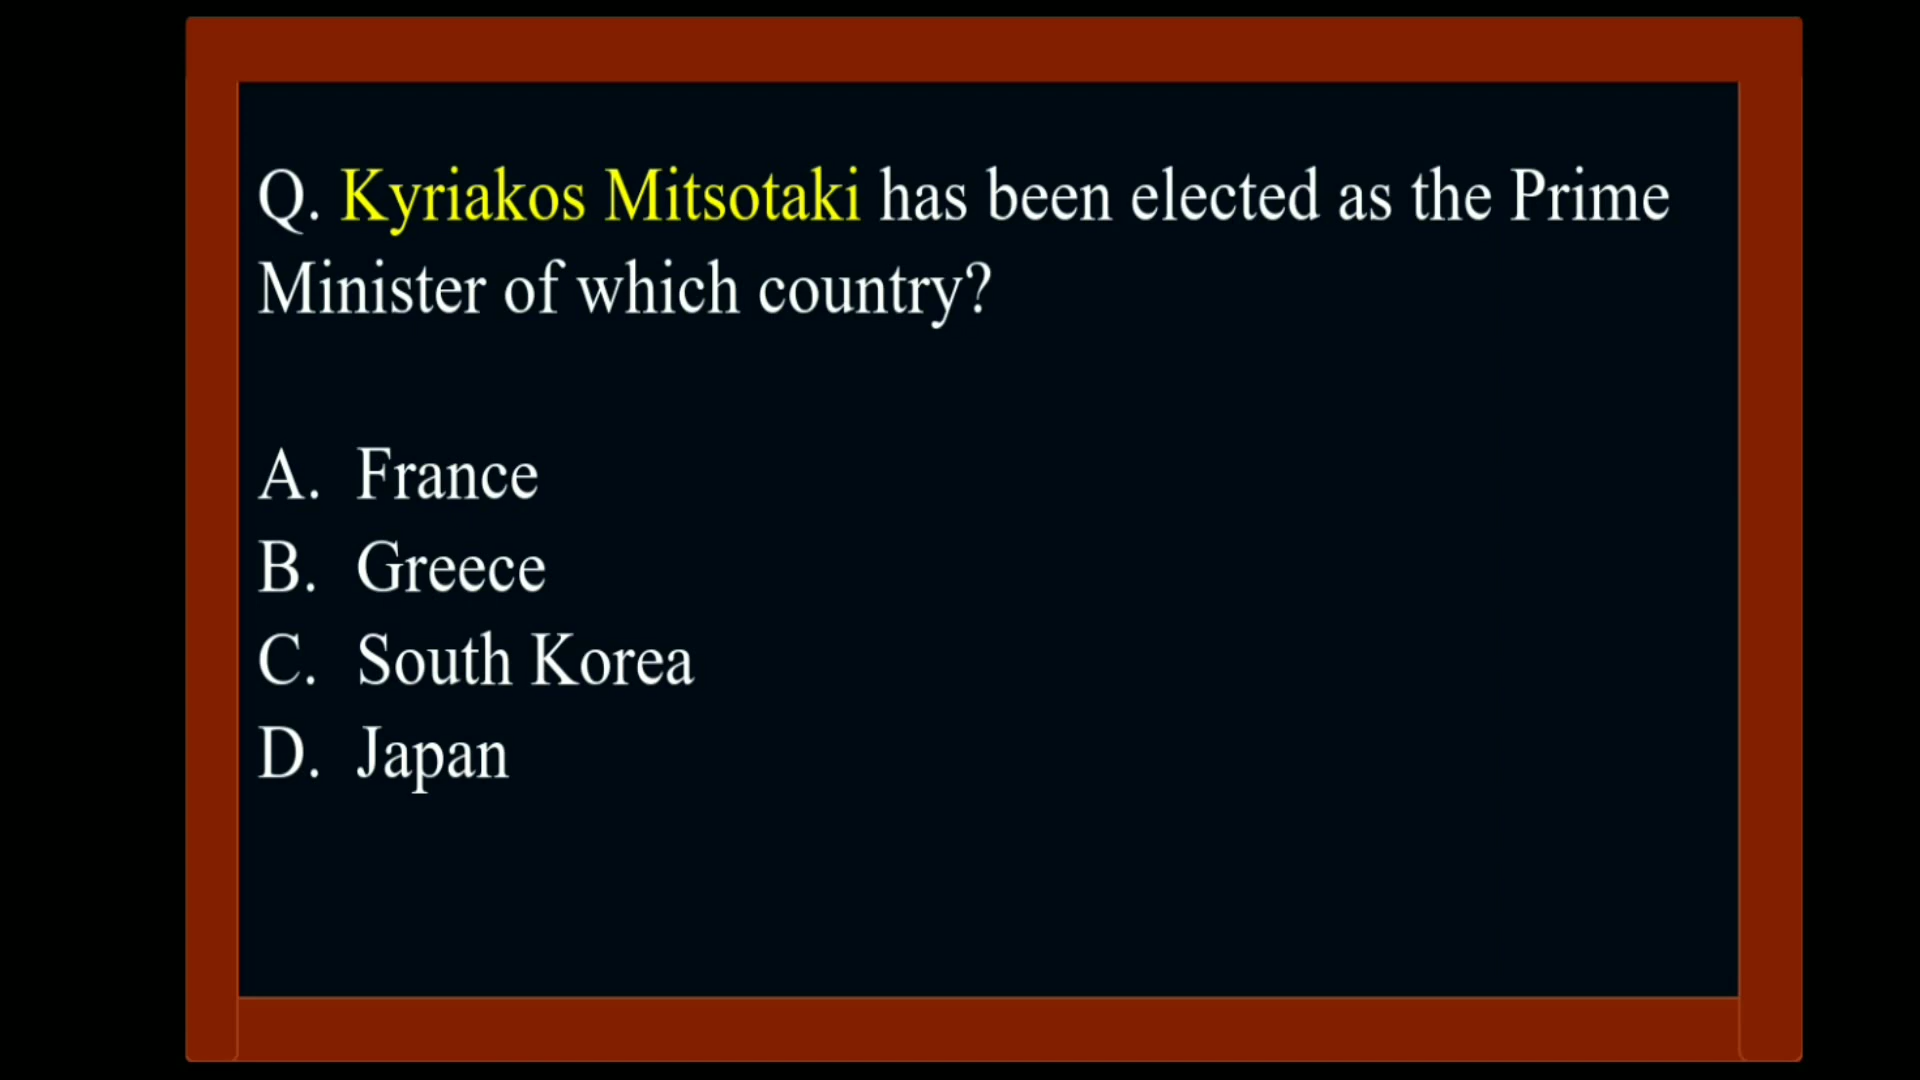 Q. Kyriakos Mitsotaki has been elected as the Prime
Minister of which country?
A. France
B. Greece
C. South Korea
D. Japan